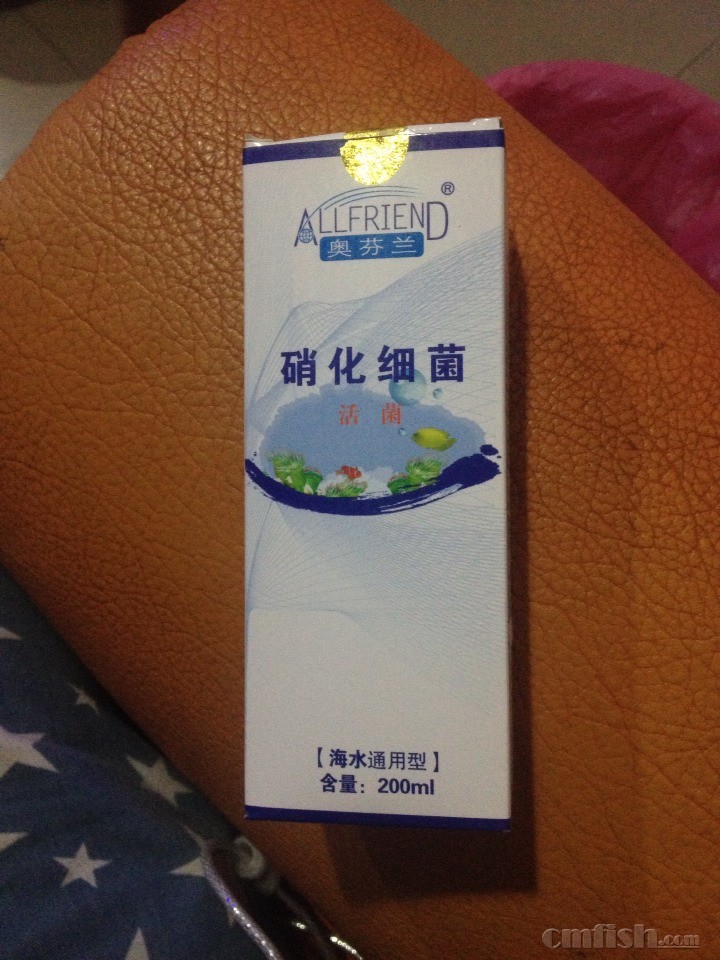 ALLFRIEND®
奥芬兰
硝化细菌
活菌
【海水通用型】
含量：200ml
cmfish.com